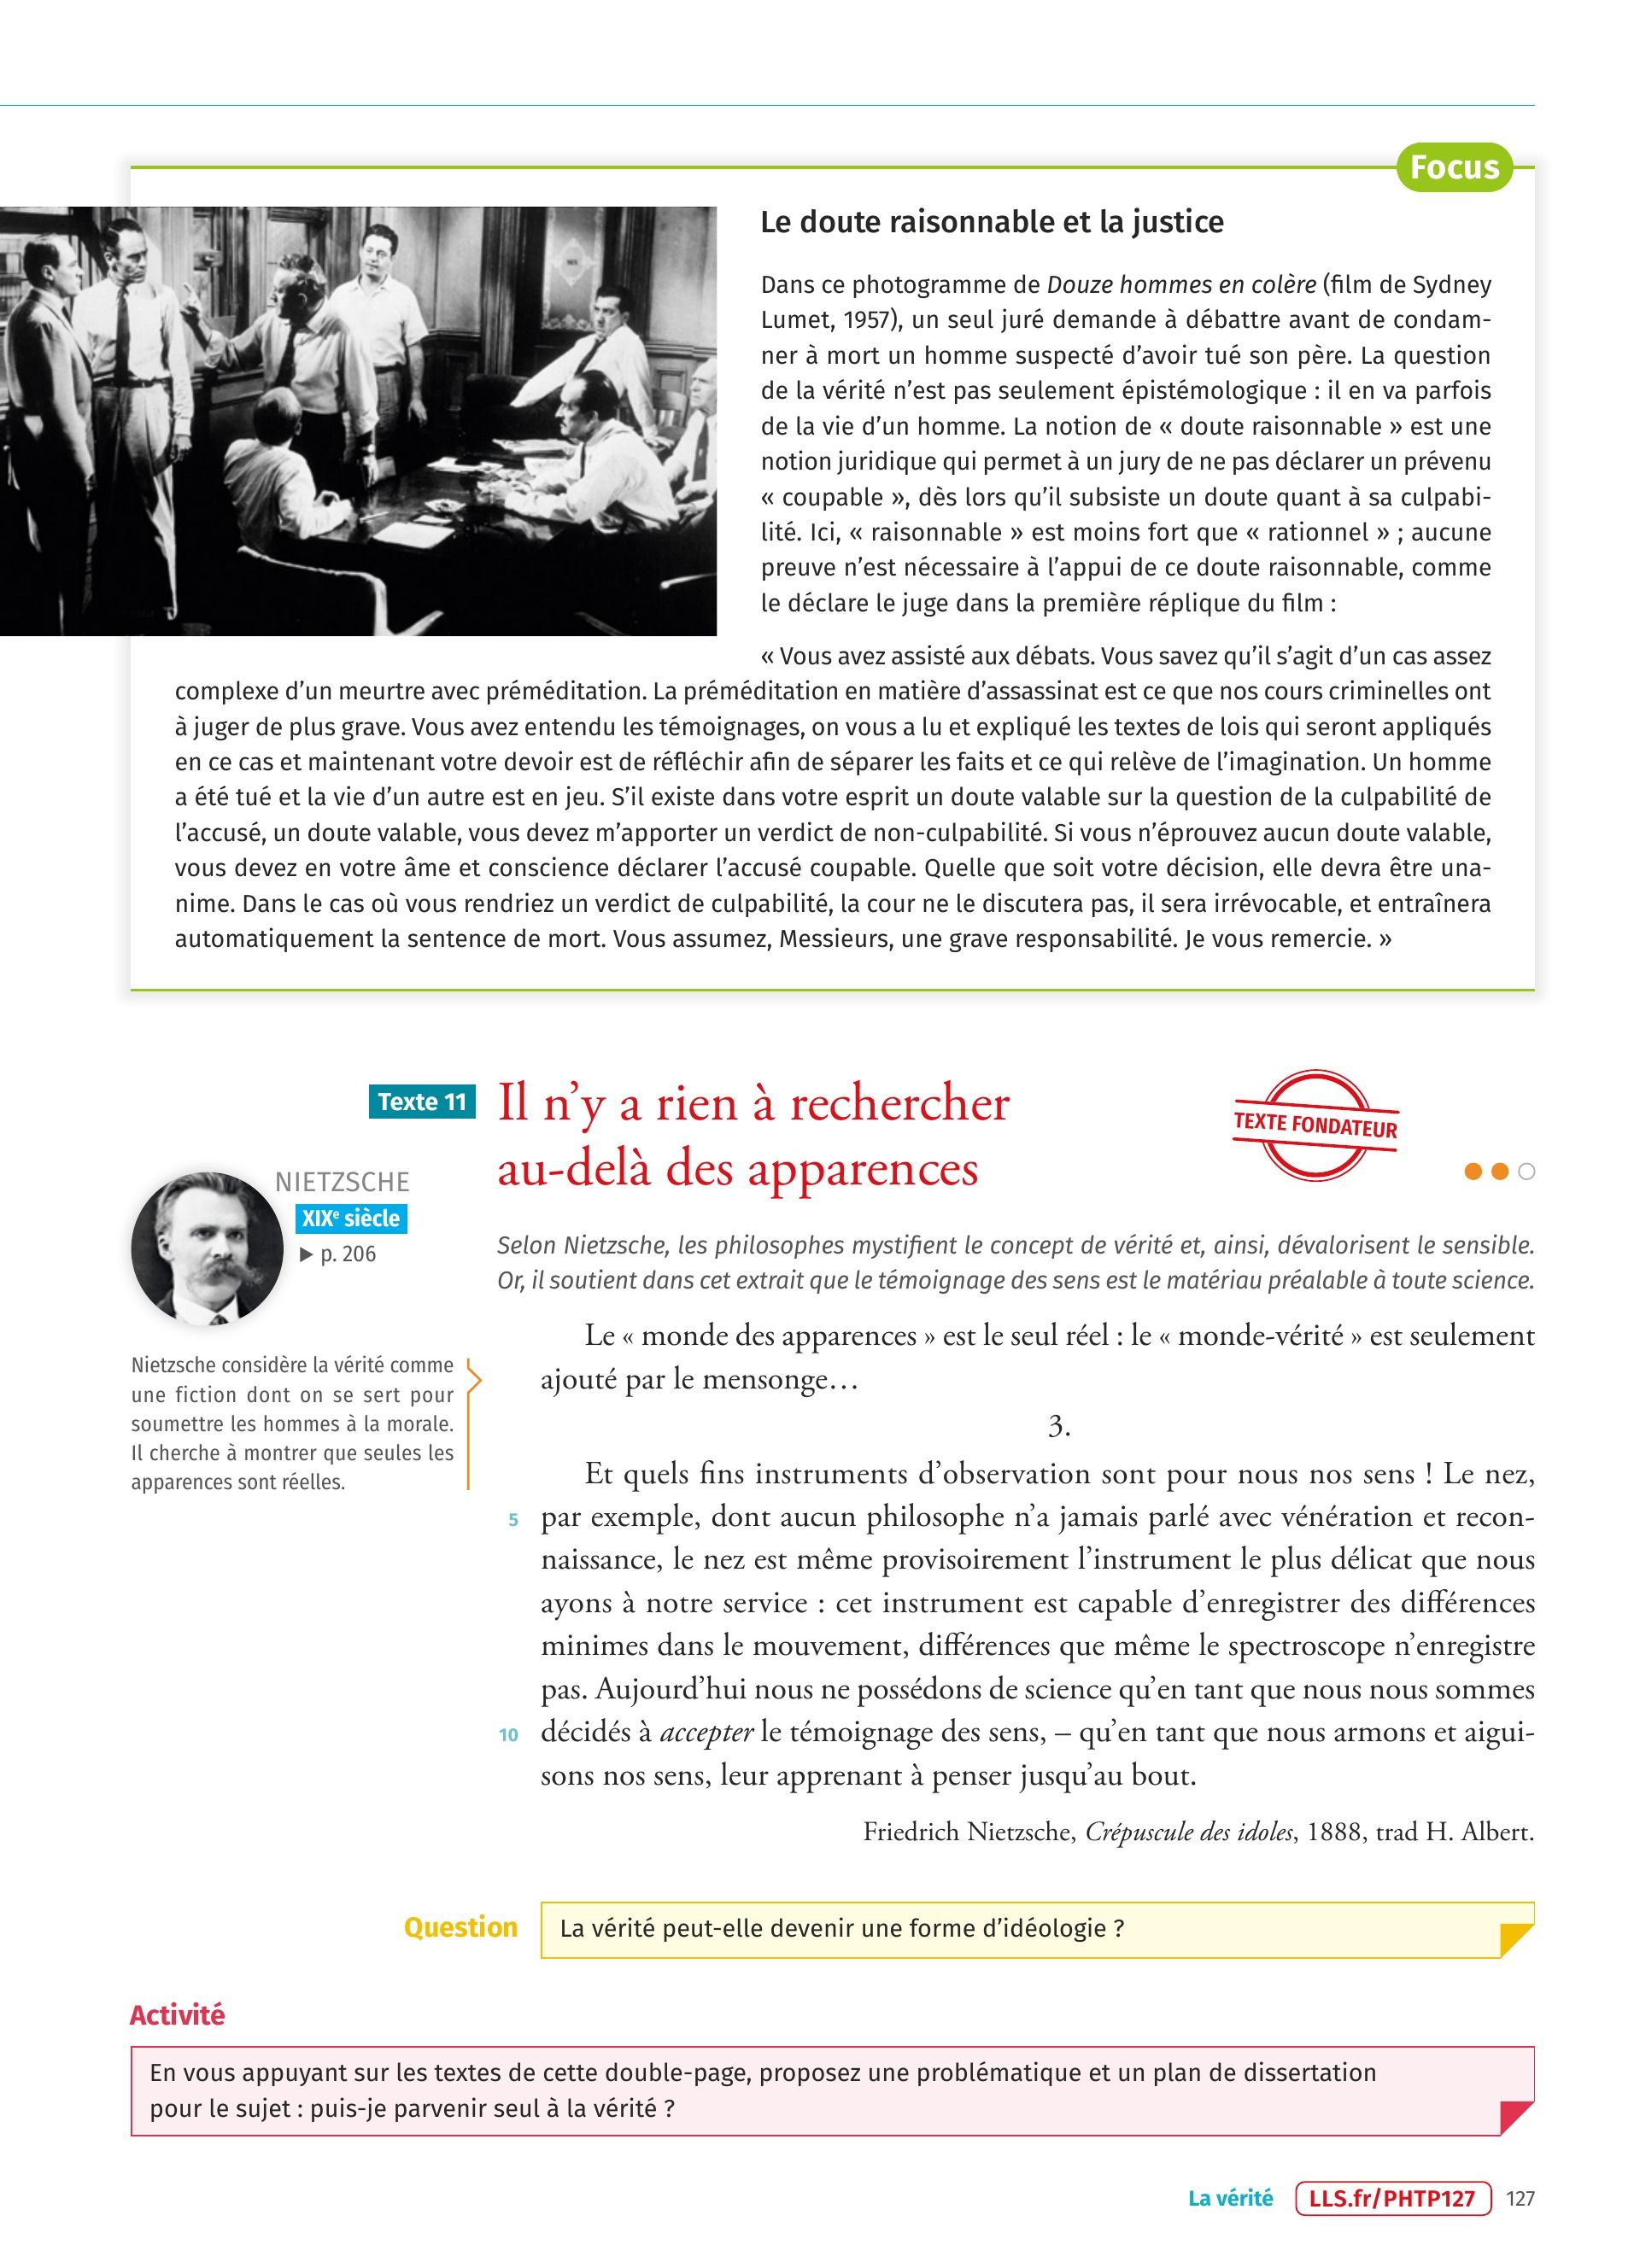 Focus
Le doute raisonnable et la justice
Dans ce photogramme de Douze hommes en colère (film de Sydney
Lumet, 1957), un seul juré demande à débattre avant de condam-
ner à mort un homme suspecté d’avoir tué son père. La question
de la vérité n’est pas seulement épistémologique : il en va parfois
de la vie d’un homme. La notion de « doute raisonnable » est une
notion juridique qui permet à un jury de ne pas déclarer un prévenu
« coupable », dès lors qu’il subsiste un doute quant à sa culpabi-
lité. Ici, « raisonnable » est moins fort que « rationnel » ; aucune
preuve n’est nécessaire à l’appui de ce doute raisonnable, comme
le déclare le juge dans la première réplique du film :
« Vous avez assisté aux débats. Vous savez qu’il s’agit d’un cas assez
complexe d’un meurtre avec préméditation. La préméditation en matière d’assassinat est ce que nos cours criminelles ont
à juger de plus grave. Vous avez entendu les témoignages, on vous a lu et expliqué les textes de lois qui seront appliqués
en ce cas et maintenant votre devoir est de réfléchir afin de séparer les faits et ce qui relève de l’imagination. Un homme
a été tué et la vie d’un autre est en jeu. S’il existe dans votre esprit un doute valable sur la question de la culpabilité de
l’accusé, un doute valable, vous devez m’apporter un verdict de non-culpabilité. Si vous n’éprouvez aucun doute valable,
vous devez en votre âme et conscience déclarer l’accusé coupable. Quelle que soit votre décision, elle devra être una-
nime. Dans le cas où vous rendriez un verdict de culpabilité, la cour ne le discutera pas, il sera irrévocable, et entraînera
automatiquement la sentence de mort. Vous assumez, Messieurs, une grave responsabilité. Je vous remercie. »
Texte 11
Il n’y a rien à rechercher
au-delà des apparences
TEXTE FONDATEUR
NIETZSCHE
XIXe siècle
▶ p. 206
Nietzsche considère la vérité comme
une fiction dont on se sert pour
soumettre les hommes à la morale.
Il cherche à montrer que seules les
apparences sont réelles.
Selon Nietzsche, les philosophes mystifient le concept de vérité et, ainsi, dévalorisent le sensible.
Or, il soutient dans cet extrait que le témoignage des sens est le matériau préalable à toute science.
Le « monde des apparences » est le seul réel : le « monde-vérité » est seulement
ajouté par le mensonge…
3.
Et quels fins instruments d’observation sont pour nous nos sens ! Le nez,
5 par exemple, dont aucun philosophe n’a jamais parlé avec vénération et recon-
naissance, le nez est même provisoirement l’instrument le plus délicat que nous
ayons à notre service : cet instrument est capable d’enregistrer des différences
minimes dans le mouvement, différences que même le spectroscope n’enregistre
pas. Aujourd’hui nous ne possédons de science qu’en tant que nous nous sommes
10 décidés à accepter le témoignage des sens, – qu’en tant que nous armons et aigui-
sons nos sens, leur apprenant à penser jusqu’au bout.
Friedrich Nietzsche, Crépuscule des idoles, 1888, trad H. Albert.
Question
La vérité peut-elle devenir une forme d’idéologie ?
Activité
En vous appuyant sur les textes de cette double-page, proposez une problématique et un plan de dissertation
pour le sujet : puis-je parvenir seul à la vérité ?
La vérité LLS.fr/PHTP127 127